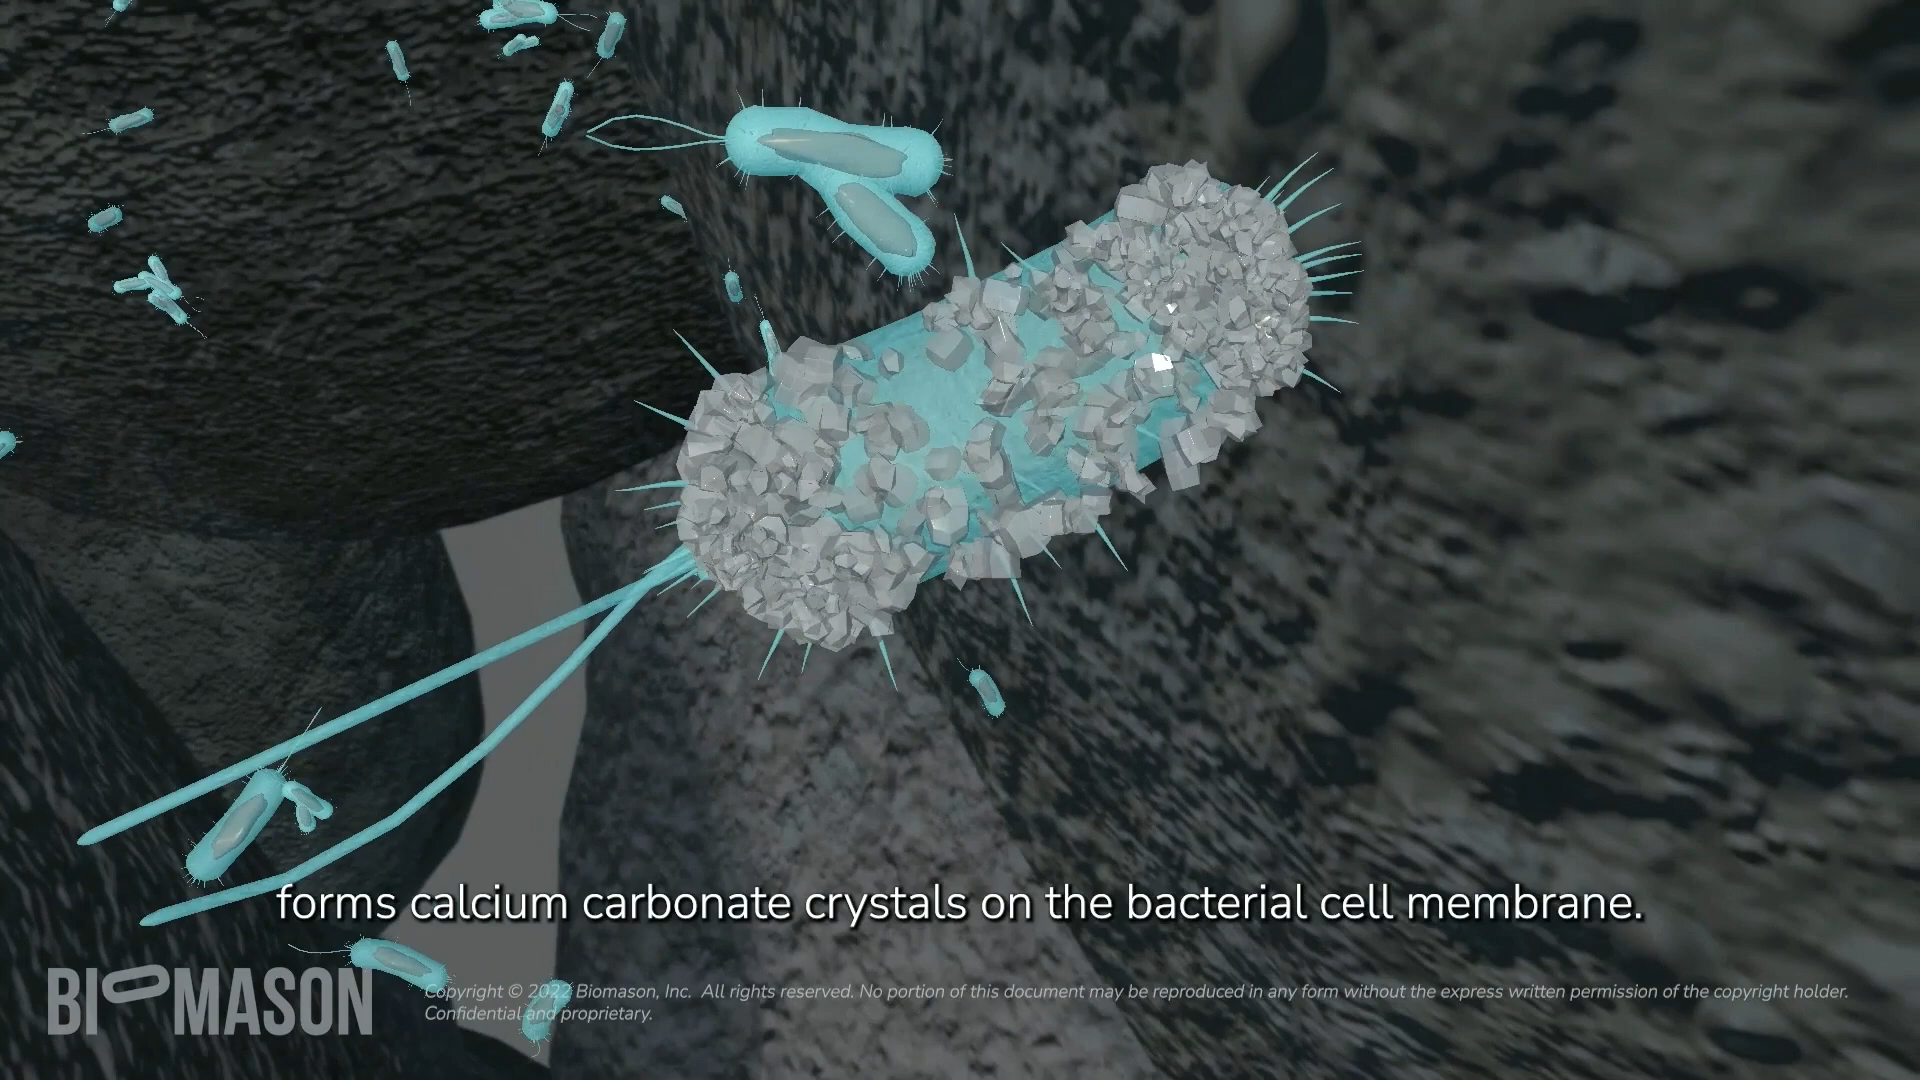 forms calcium carbonate crystals on the bacterial cell membrane.
BIOMASON
Copyright © 2022 Biomason, Inc. All rights reserved. No portion of this document may be reproduced in any form without the express written permission of the copyright holder.
Confidential and proprietary.